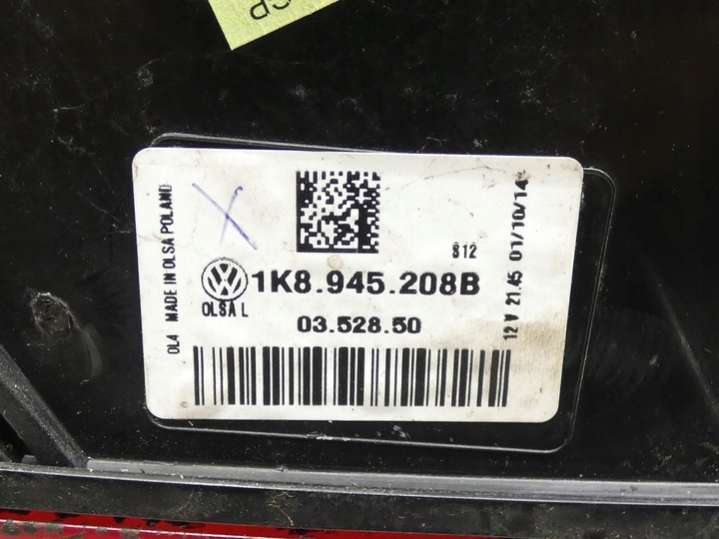 CP
OL4 MADE IN OLSA POLAND
S12
1K8.945.208B
OLSA L
03.528.50
12 V 21.45 01/10/14